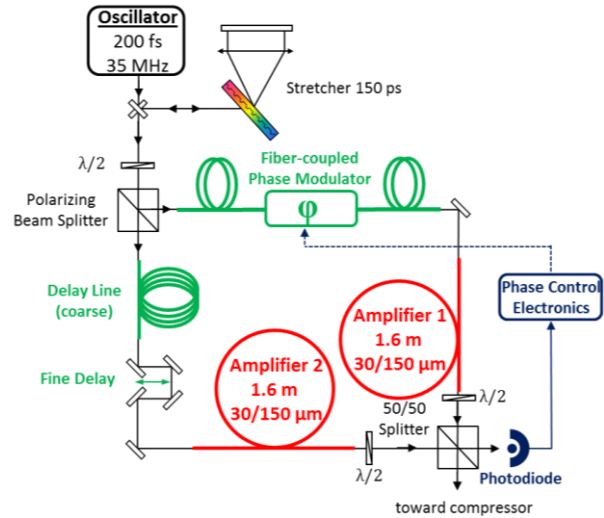 Oscillator
200 fs
35 MHz
Stretcher 150 ps
λ/2
Fiber-coupled
Phase Modulator
φ
Polarizing
Beam Splitter
Delay Line
(coarse)
Phase Control
Electronics
Amplifier 1
1.6 m
30/150 μm
Fine Delay
Amplifier 2
1.6 m
30/150 μm
λ/2
50/50
Splitter
λ/2
Photodiode
toward compressor